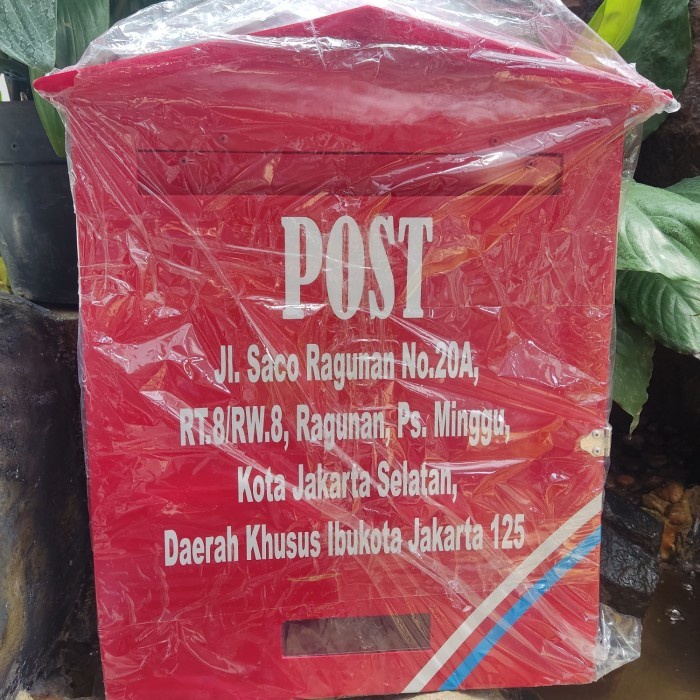 POST
Jl. Saco Ragunan No.20A,
RT.8/RW.8, Ragunan, Ps. Minggu,
Kota Jakarta Selatan,
Daerah Khusus Ibukota Jakarta 125